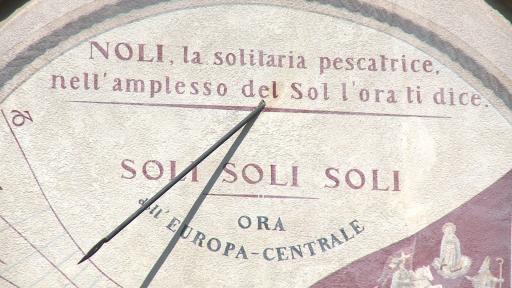 NOLI, la solitaria pescatrice,
nell'amplesso del Sol l'ora ti dice.
SOLI SOLI SOLI
ORA
dell'EUROPA-CENTRALE